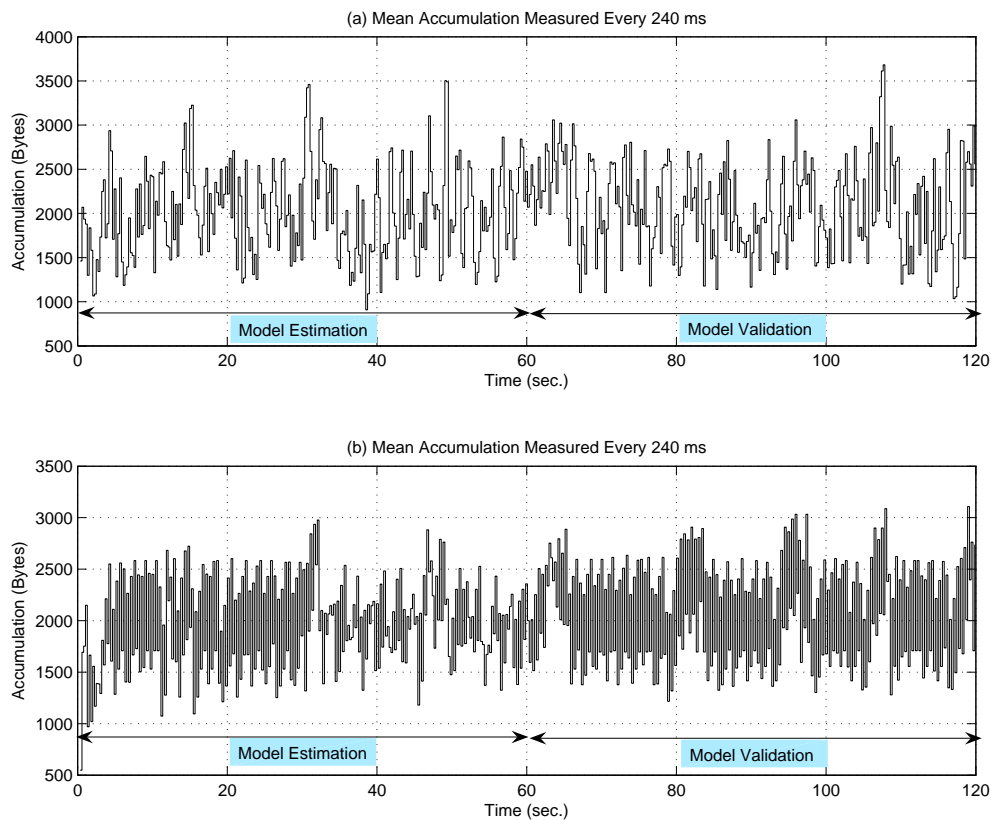 (a) Mean Accumulation Measured Every 240 ms
4000
3500
3000
2500
2000
1500
1000
500
Accumulation (Bytes)
Model Estimation
Model Validation
0 20 40 60 80 100 120
Time (sec.)
(b) Mean Accumulation Measured Every 240 ms
3500
3000
2500
2000
1500
1000
500
Accumulation (Bytes)
Model Estimation
Model Validation
0 20 40 60 80 100 120
Time (sec.)